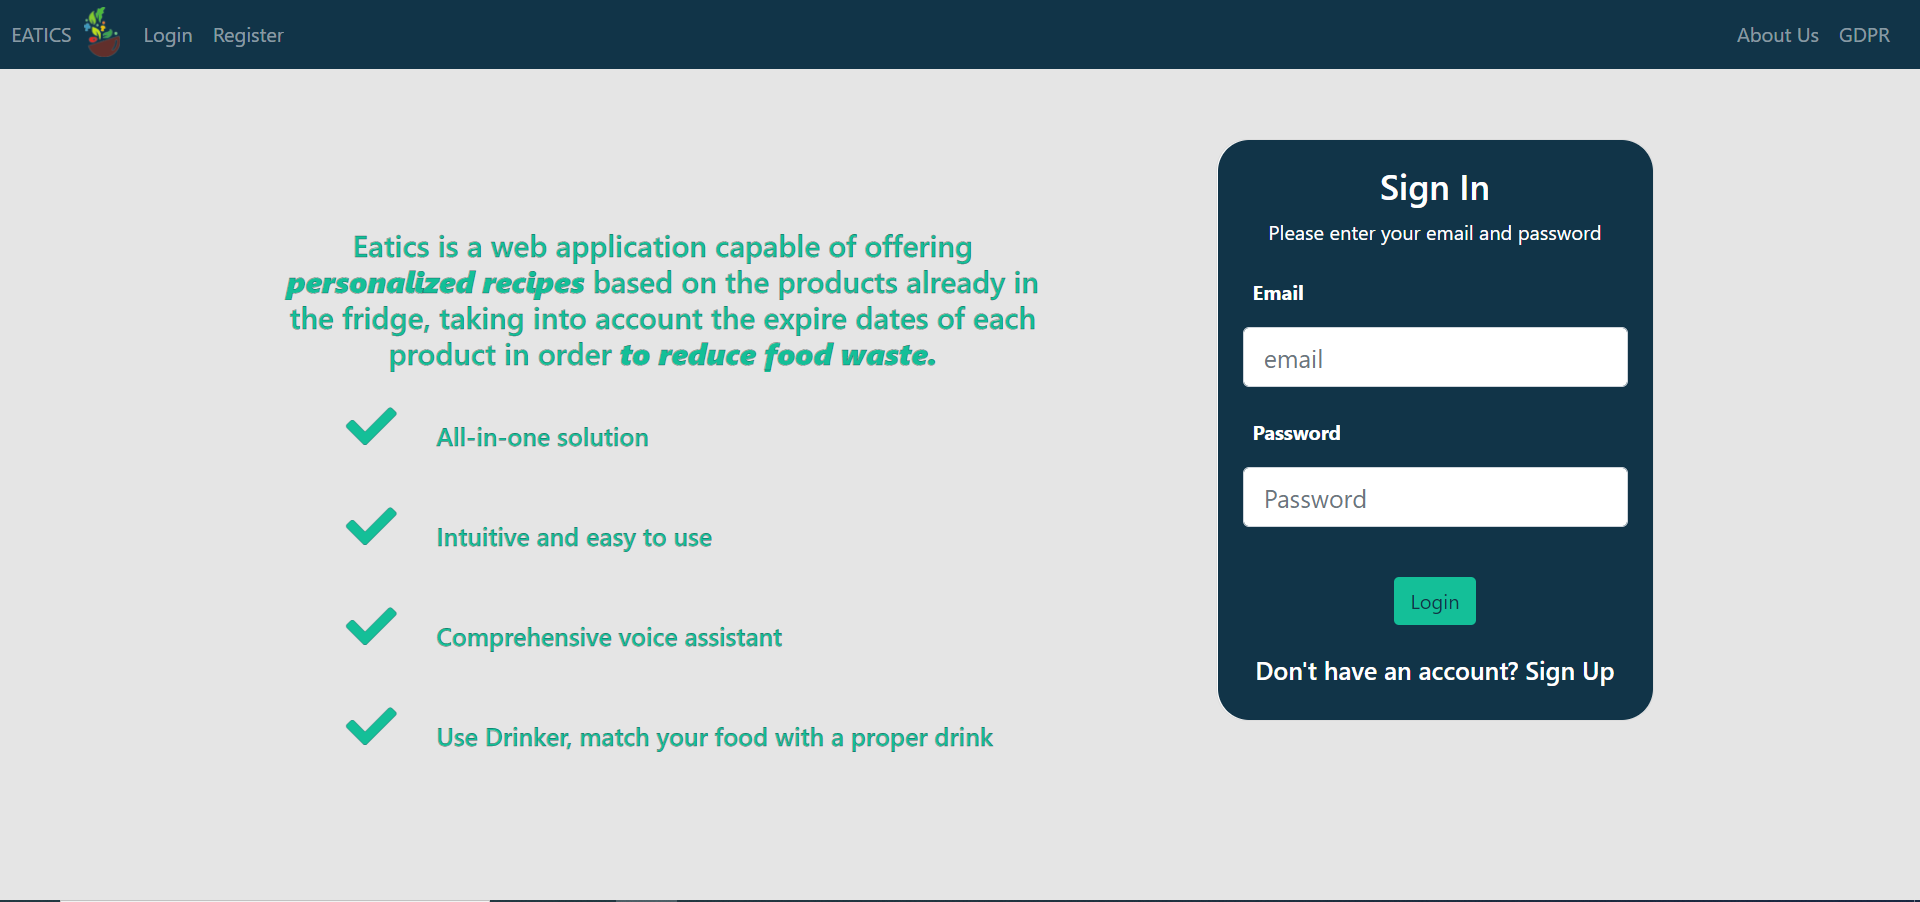 EATICS
Login
Register
About Us
GDPR
Eatics is a web application capable of offering
personalized recipes based on the products already in
the fridge, taking into account the expire dates of each
product in order to reduce food waste.
All-in-one solution
Intuitive and easy to use
Comprehensive voice assistant
Use Drinker, match your food with a proper drink
Sign In
Please enter your email and password
Email
email
Password
Password
Login
Don't have an account? Sign Up